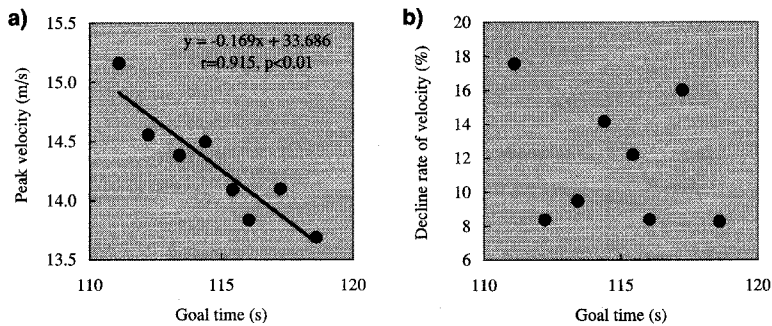 a)
15.5
15.0
14.5
14.0
13.5
Peak velocity (m/s)
y = -0.169x + 33.686
r=0.915, p<0.01
110
115
120
Goal time (s)
b)
20
18
16
14
12
10
8
6
Decline rate of velocity (%)
110
115
120
Goal time (s)